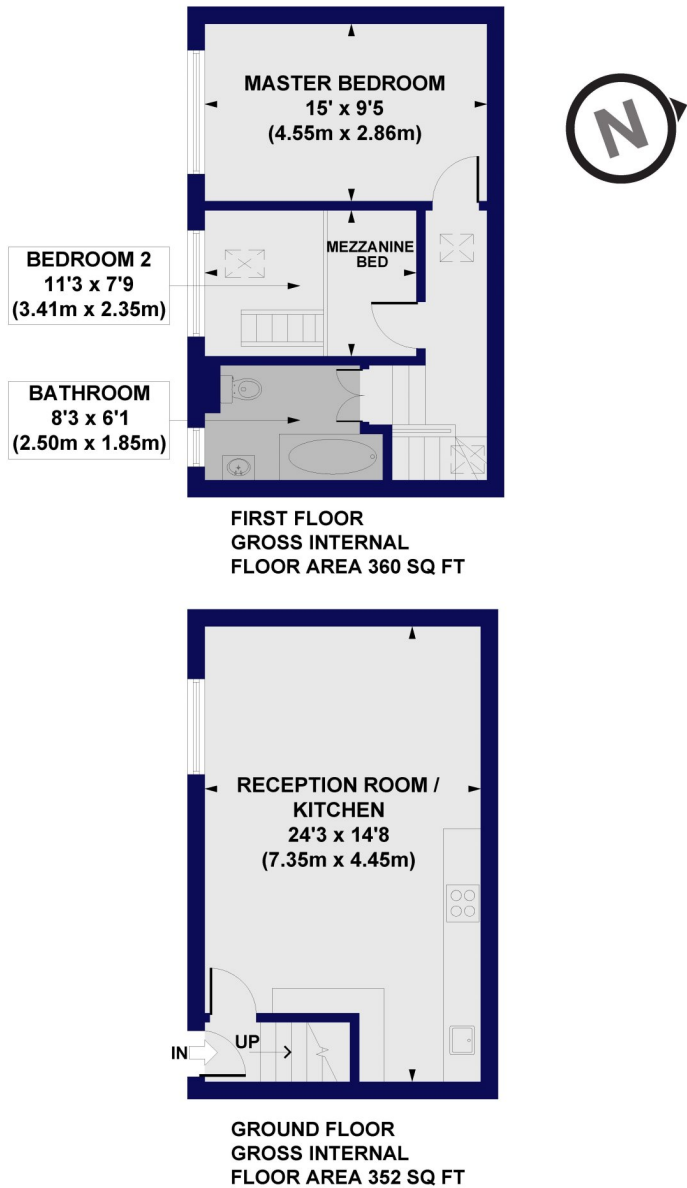 MASTER BEDROOM
15' x 9'5
(4.55m x 2.86m)
N
BEDROOM 2
11'3 x 7'9
(3.41m x 2.35m)
MEZZANINE
BED
BATHROOM
8'3 x 6'1
(2.50m x 1.85m)
FIRST FLOOR
GROSS INTERNAL
FLOOR AREA 360 SQ FT
RECEPTION ROOM /
KITCHEN
24'3 x 14'8
(7.35m x 4.45m)
IN
UP
GROUND FLOOR
GROSS INTERNAL
FLOOR AREA 352 SQ FT